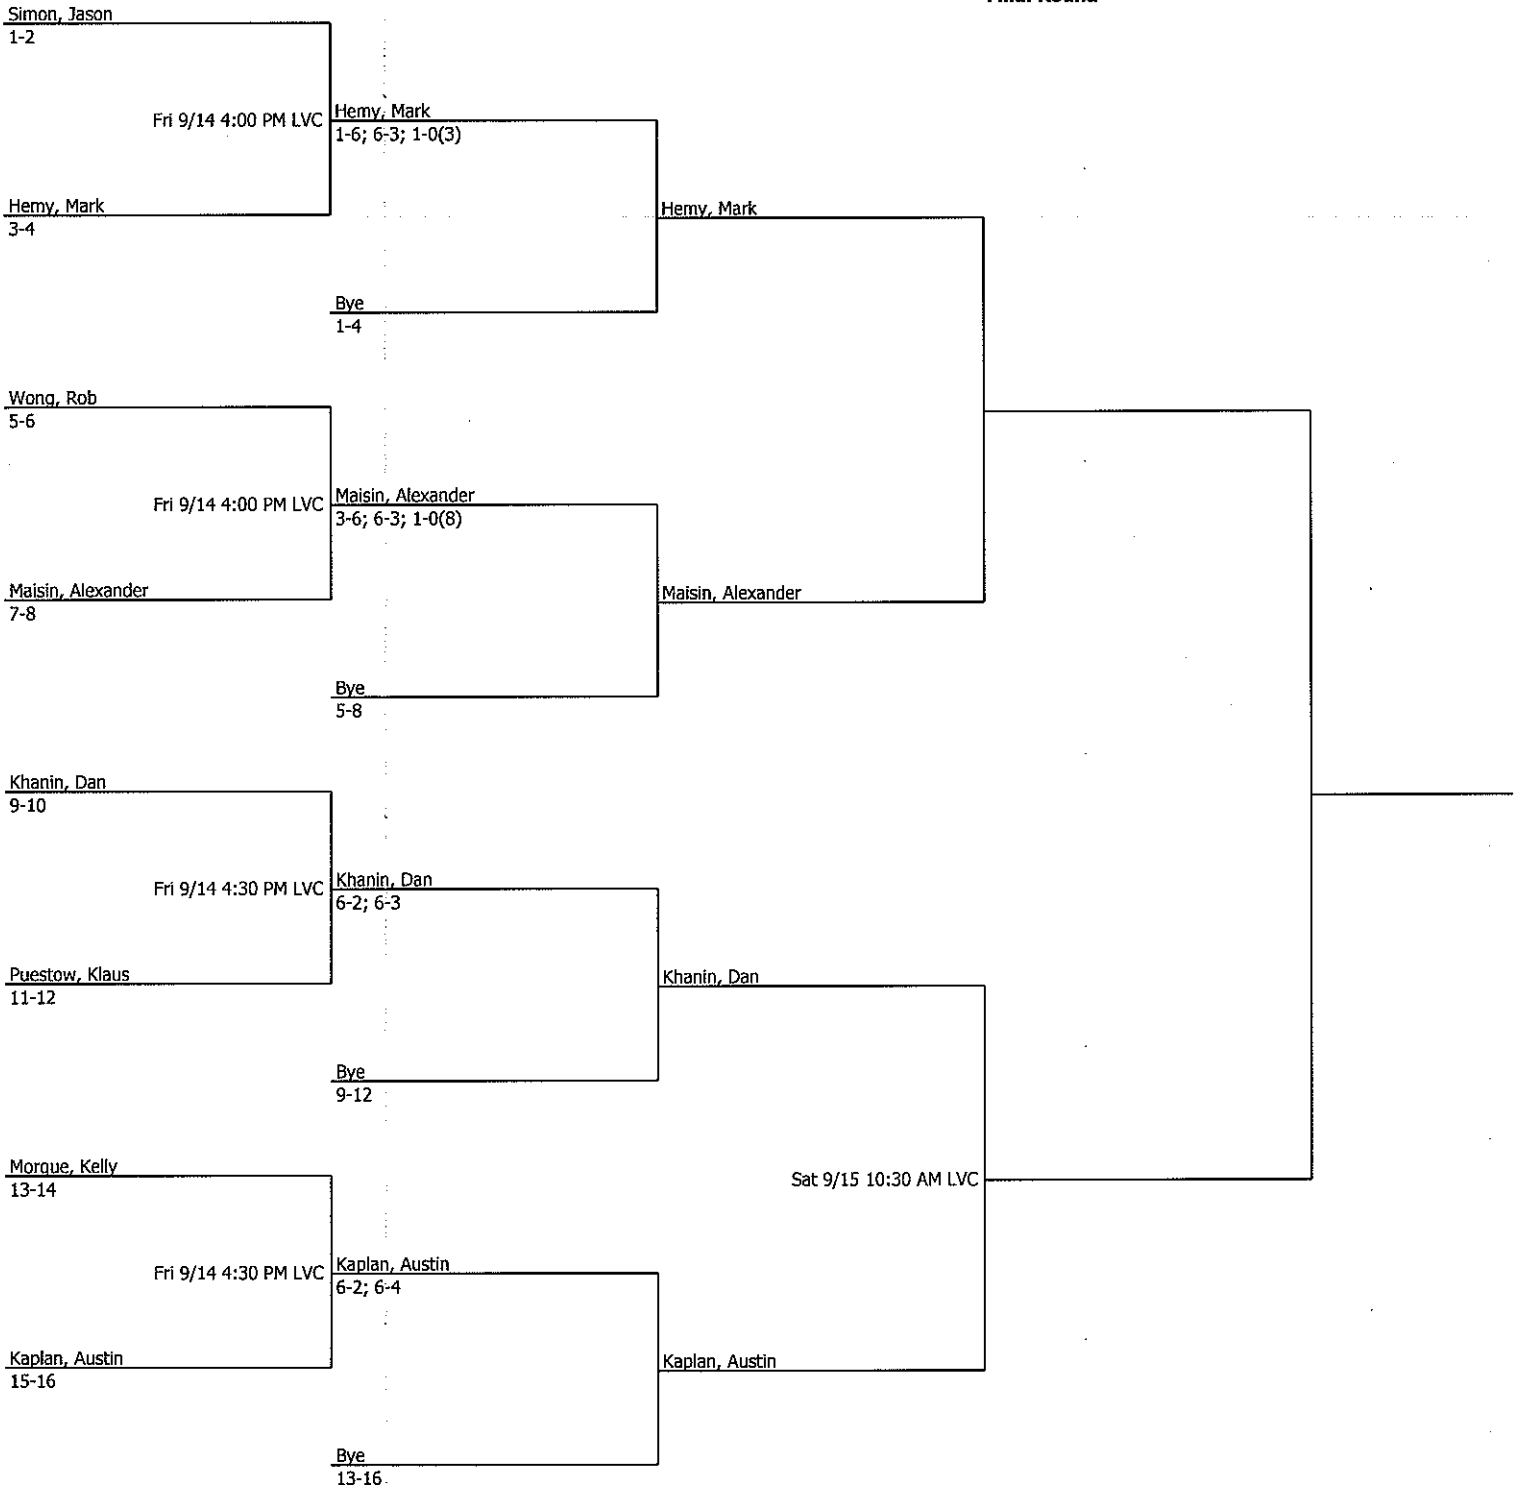 Simon, Jason
1-2
Fri 9/14 4:00 PM LVC
Hemy, Mark
1-6; 6-3; 1-0(3)
Hemy, Mark
3-4
Hemy, Mark
Bye
1-4
Wong, Rob
5-6
Fri 9/14 4:00 PM LVC
Maisin, Alexander
3-6; 6-3; 1-0(8)
Maisin, Alexander
7-8
Maisin, Alexander
Bye
5-8
Khanin, Dan
9-10
Fri 9/14 4:30 PM LVC
Khanin, Dan
6-2; 6-3
Puestow, Klaus
11-12
Khanin, Dan
Bye
9-12
Morgue, Kelly
13-14
Sat 9/15 10:30 AM LVC
Fri 9/14 4:30 PM LVC
Kaplan, Austin
6-2; 6-4
Kaplan, Austin
15-16
Kaplan, Austin
Bye
13-16